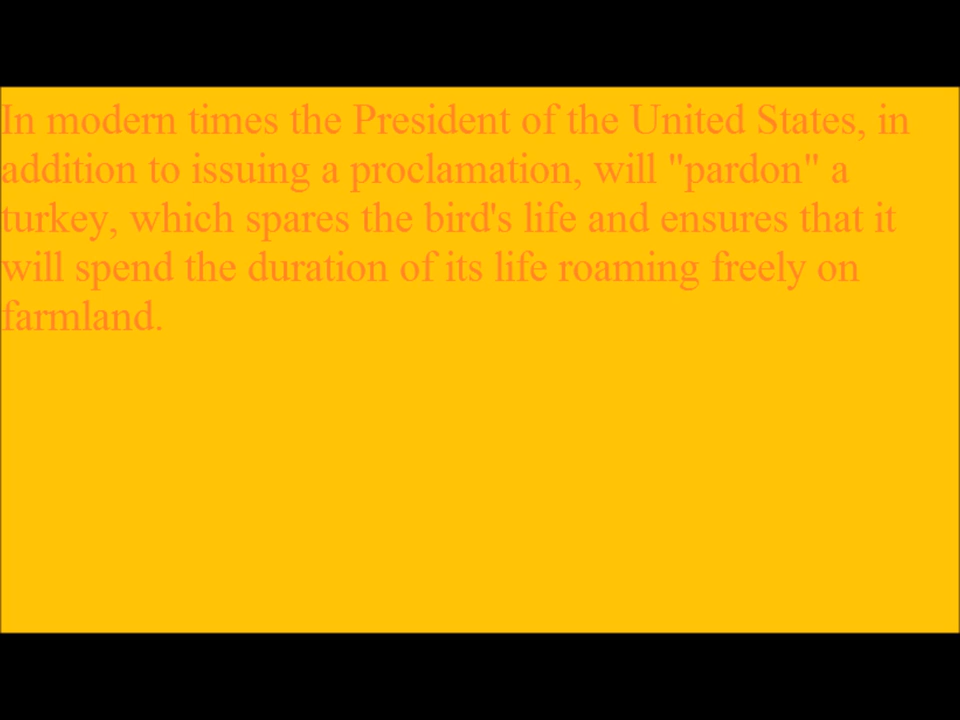 In modern times the President of the United States, in
addition to issuing a proclamation, will "pardon" a
turkey, which spares the bird's life and ensures that it
will spend the duration of its life roaming freely on
farmland.